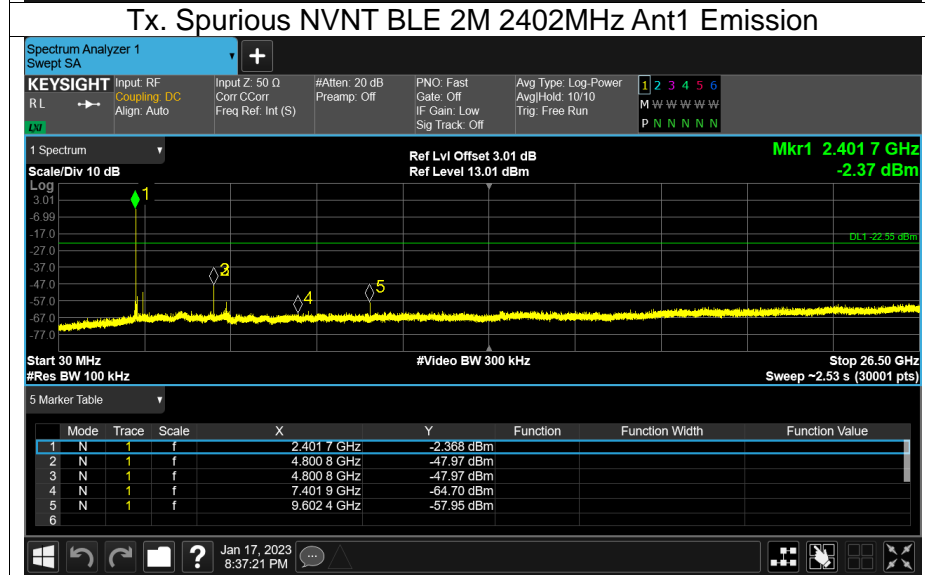 Tx. Spurious NVNT BLE 2M 2402MHz Ant1 Emission
Spectrum Analyzer 1
Swept SA
KEYSIGHT
RL
LXI
Input: RF
Coupling: DC
Align: Auto
Input Z: 50 Ω
Corr CCorr
Freq Ref: Int (S)
#Atten: 20 dB
Preamp: Off
PNO: Fast
Gate: Off
IF Gain: Low
Sig Track: Off
Avg Type: Log-Power
Avg|Hold: 10/10
Trig: Free Run
1 2 3 4 5 6
M W W W W W
P N N N N N
1 Spectrum
Scale/Div 10 dB
Ref Lvl Offset 3.01 dB
Ref Level 13.01 dBm
Mkr1 2.401 7 GHz
-2.37 dBm
Log
3.01
-6.99
-17.0
-27.0
-37.0
-47.0
-57.0
-67.0
-77.0
1
3
4
5
DL1 -22.55 dBm
Start 30 MHz
#Res BW 100 kHz
#Video BW 300 kHz
Stop 26.50 GHz
Sweep ~2.53 s (30001 pts)
5 Marker Table
Mode Trace Scale X Y Function Function Width Function Value
1 N 1 f 2.401 7 GHz -2.368 dBm
2 N 1 f 4.800 8 GHz -47.97 dBm
3 N 1 f 4.800 8 GHz -47.97 dBm
4 N 1 f 7.401 9 GHz -64.70 dBm
5 N 1 f 9.602 4 GHz -57.95 dBm
6
?
Jan 17, 2023
8:37:21 PM